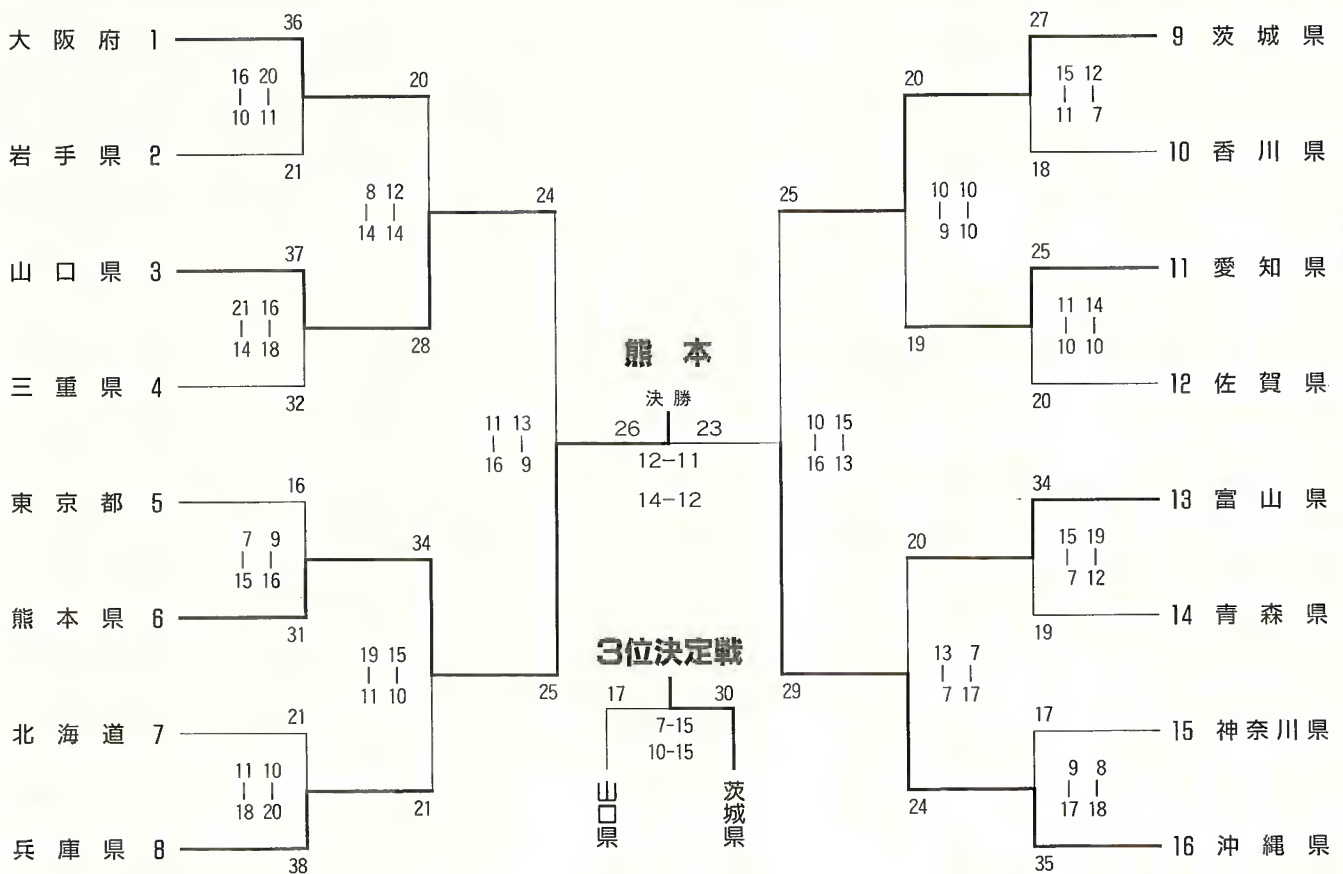 36
27
大阪府 1
9 茨城県
16 20
10 11
20
20
15 12
11 7
岩手県 2
10 香川県
21
18
8 12
14 14
24
25
10 10
9 10
37
25
山口県 3
11 愛知県
21 16
14 18
28
熊本
19
11 14
10 10
三重県 4
12 佐賀県
32
決勝
20
11 13
16 9
26 23
12-11
14-12
10 15
16 13
16
34
東京都 5
13 富山県
7 9
15 16
34
20
15 19
7 12
熊本県 6
14 青森県
31
19
19 15
11 10
25
3位決定戦
29
13 7
7 17
17 30
7-15
10-15
山口県
茨城県
21
17
北海道 7
15 神奈川県
11 10
18 20
21
24
9 8
17 18
兵庫県 8
16 沖縄県
38
35